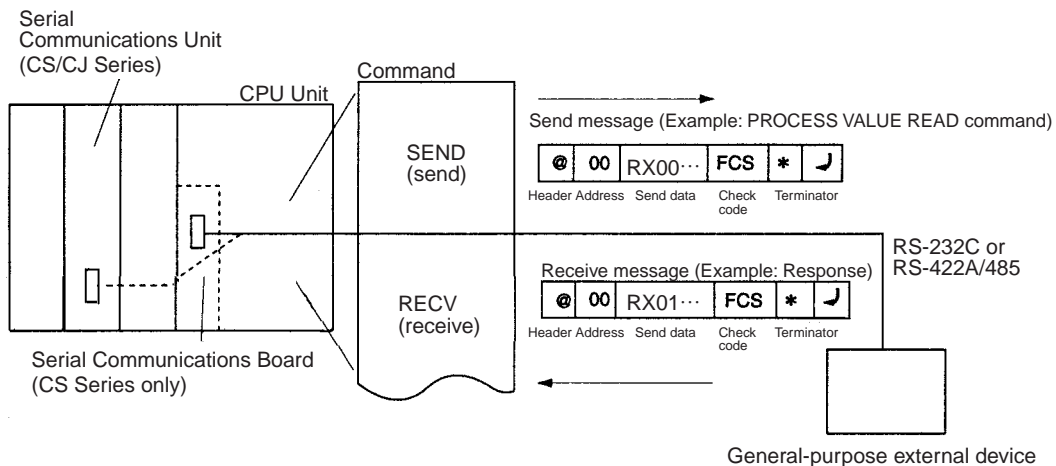 Serial
Communications Unit
(CS/CJ Series)
CPU Unit
Command
SEND
(send)
RECV
(receive)
Send message (Example: PROCESS VALUE READ command)
@ 00 RX00··· FCS *
Header Address Send data Check code Terminator
RS-232C or
RS-422A/485
Receive message (Example: Response)
@ 00 RX01··· FCS *
Header Address Send data Check code Terminator
Serial Communications Board
(CS Series only)
General-purpose external device